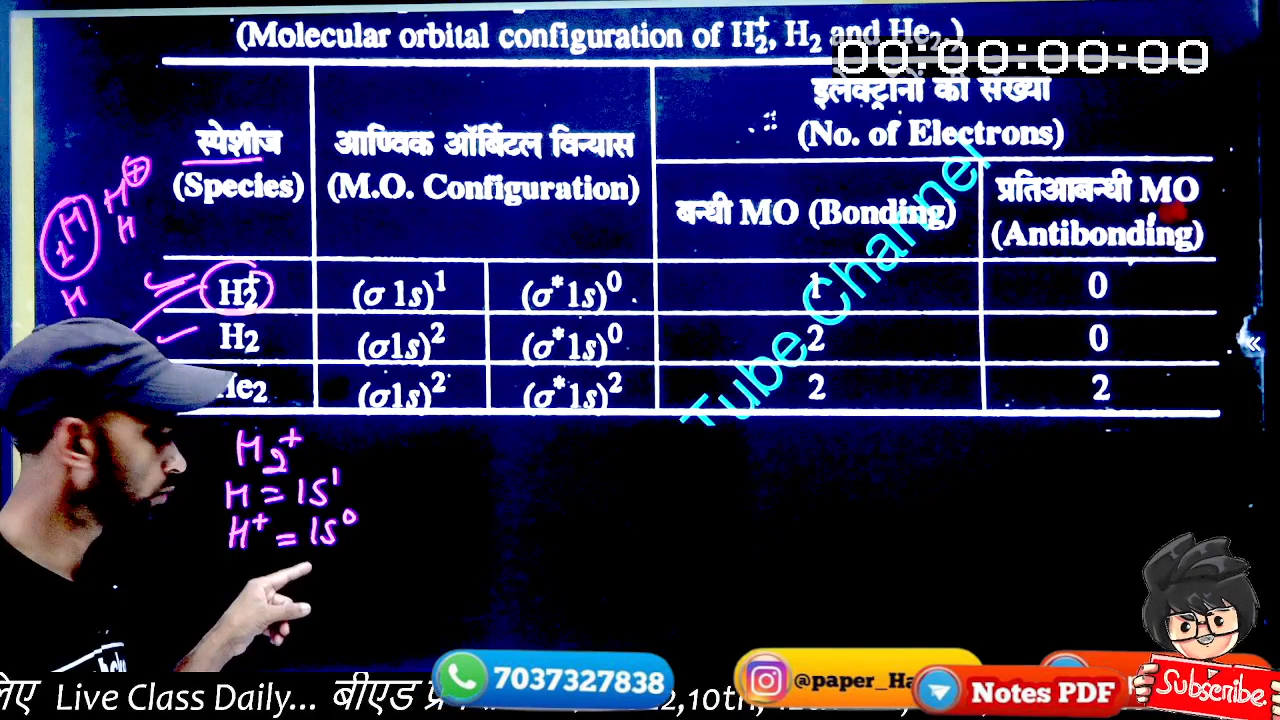 (Molecular orbital configuration of H₂⁺, H₂ and He₂.)
00:00:00:00
स्पेशीज
(Species)
आण्विक ऑर्बिटल विन्यास
(M.O. Configuration)
इलेक्ट्रॉनों की संख्या
(No. of Electrons)
बन्धी MO (Bonding)
प्रतिआबन्धी MO
(Antibonding)
H₂⁺ (σ 1s)¹ (σ*1s)⁰ 1 0
H₂ (σ1s)² (σ*1s)⁰ 2 0
He₂ (σ1s)² (σ*1s)² 2 2
Tube Channel
H⊕
H
H
H
H₂⁺
H = 1S¹
H⁺ = 1S⁰
7037327838
@paper_Ha
Notes PDF
Subscribe
Live Class Daily... बीएड